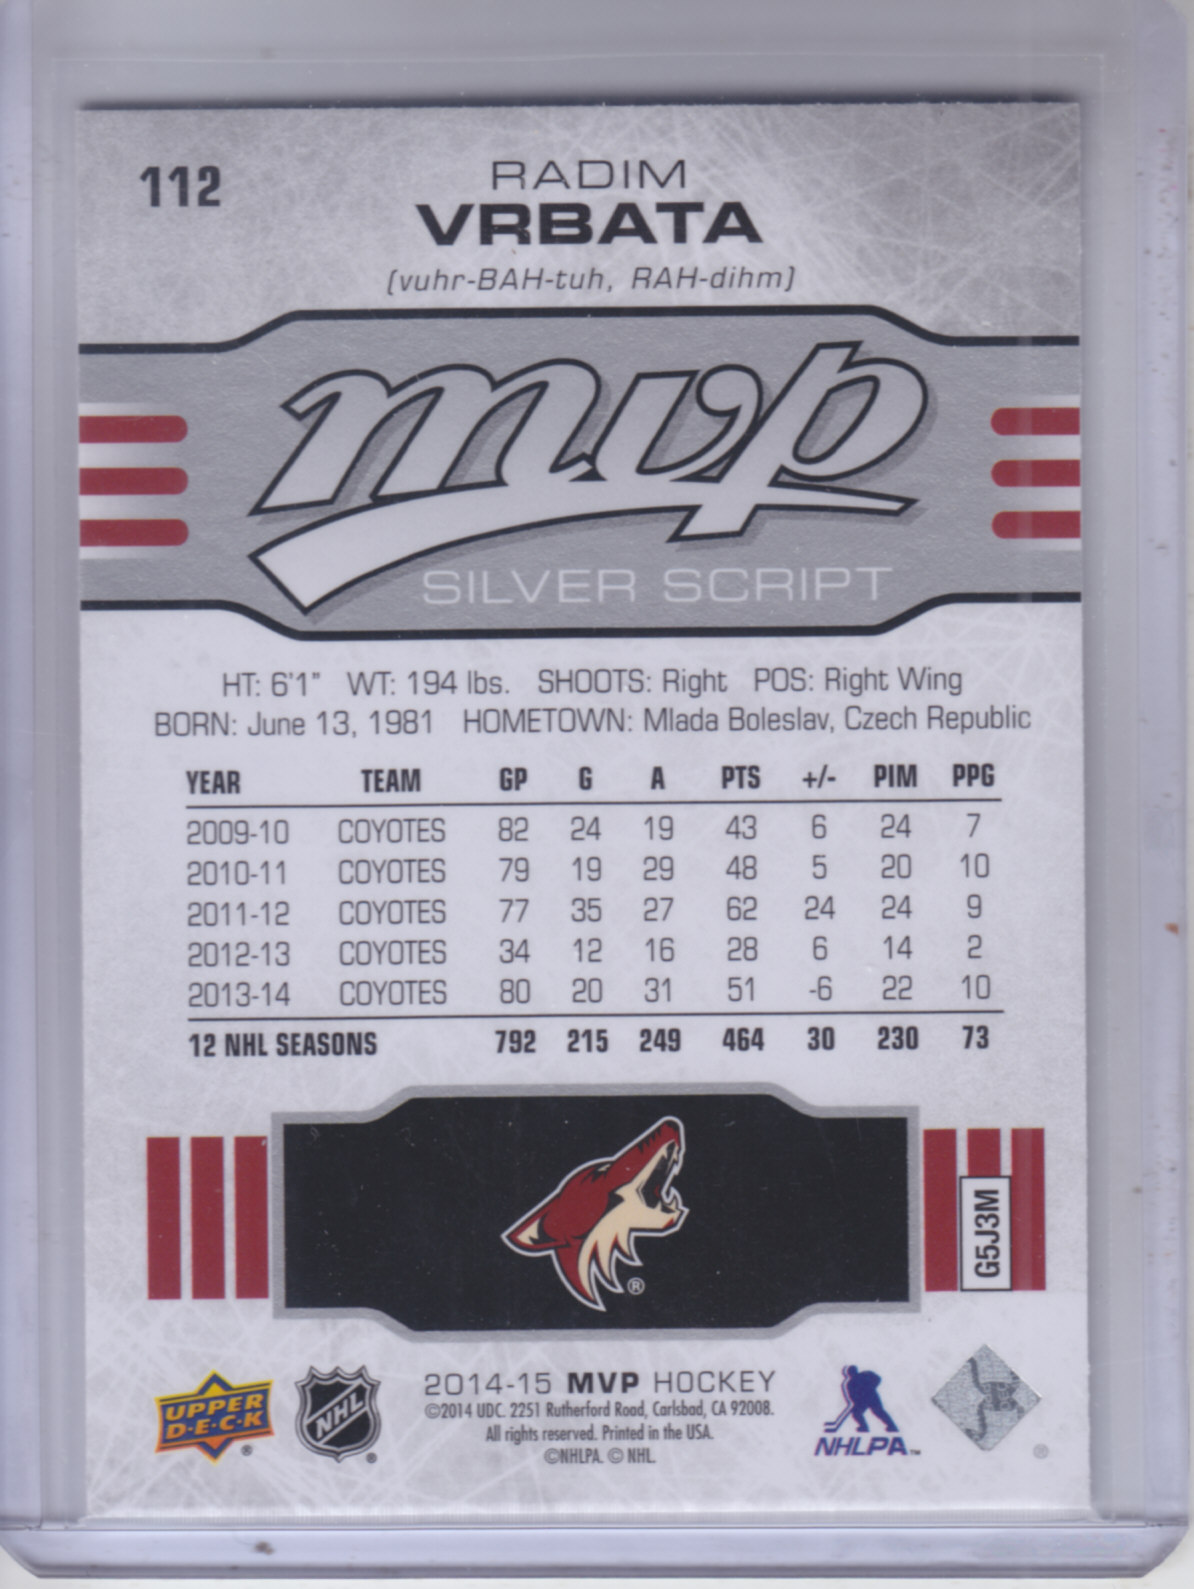 112
RADIM
VRBATA
(vuhr-BAH-tuh, RAH-dihm)
mvp
SILVER SCRIPT
HT: 6'1" WT: 194 lbs. SHOOTS: Right POS: Right Wing
BORN: June 13, 1981 HOMETOWN: Mlada Boleslav, Czech Republic
YEAR TEAM GP G A PTS +/- PIM PPG
2009-10 COYOTES 82 24 19 43 6 24 7
2010-11 COYOTES 79 19 29 48 5 20 10
2011-12 COYOTES 77 35 27 62 24 24 9
2012-13 COYOTES 34 12 16 28 6 14 2
2013-14 COYOTES 80 20 31 51 -6 22 10
12 NHL SEASONS 792 215 249 464 30 230 73
®
G5J3M
UPPER
D·E·C·K
®
NHL
®
2014-15 MVP HOCKEY
©2014 UDC. 2251 Rutherford Road, Carlsbad, CA 92008.
All rights reserved. Printed in the USA.
©NHLPA. © NHL.
NHLPA™
®